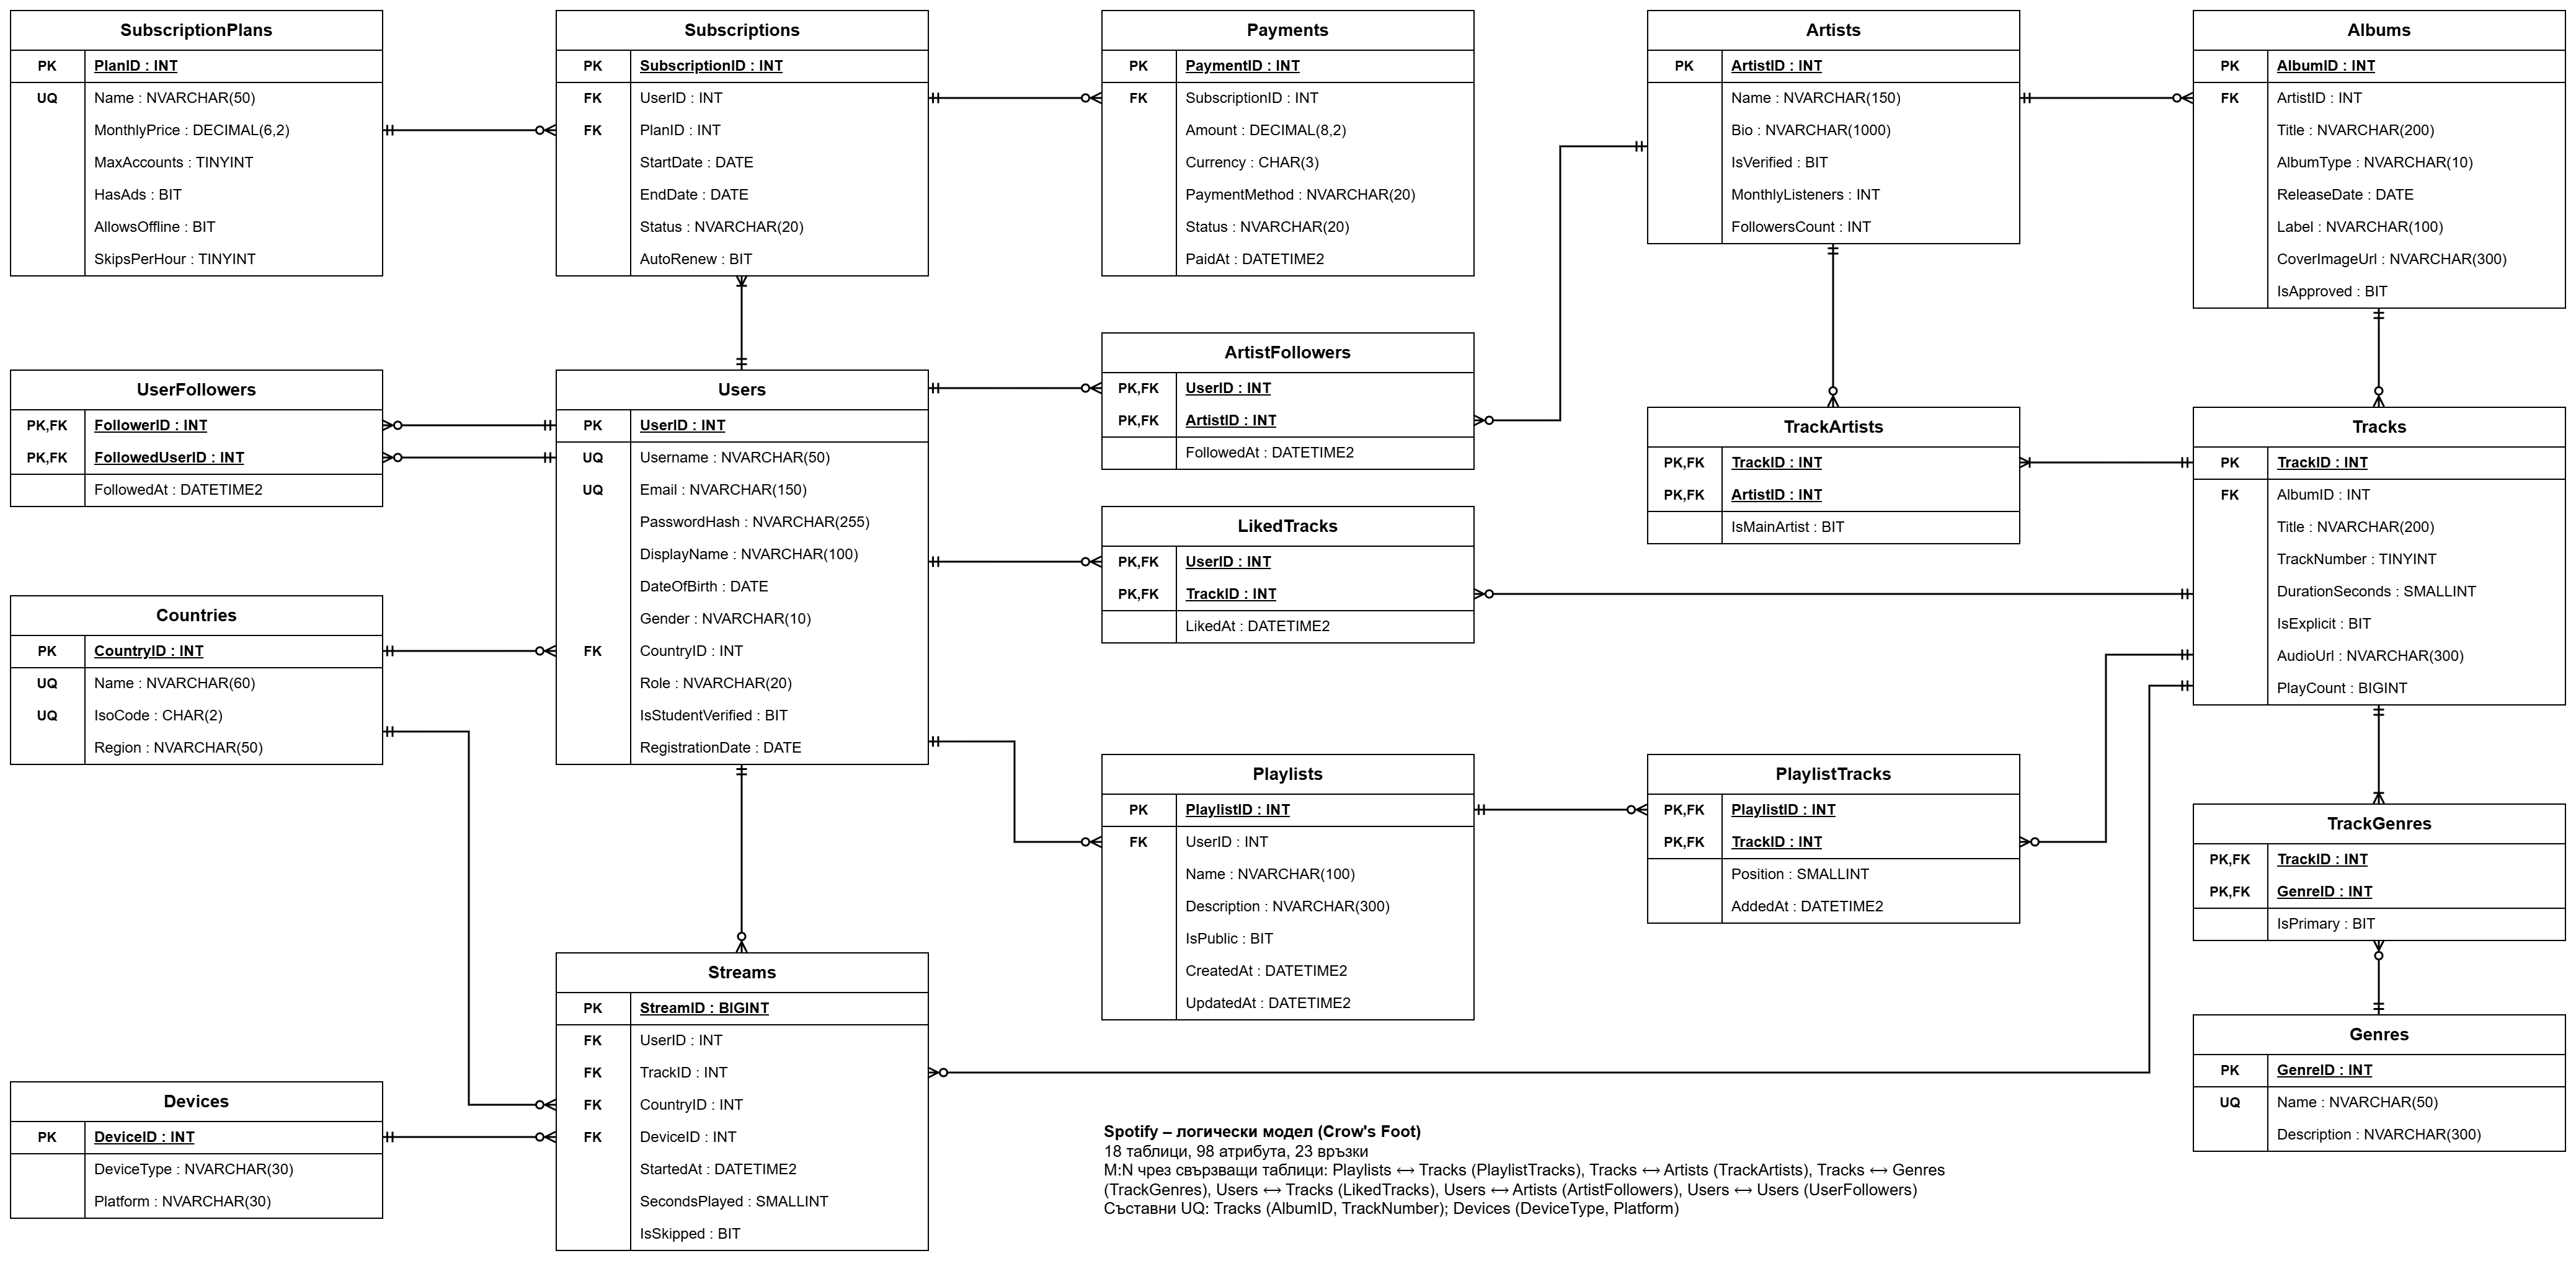 SubscriptionPlans
PK PlanID : INT
UQ Name : NVARCHAR(50)
MonthlyPrice : DECIMAL(6,2)
MaxAccounts : TINYINT
HasAds : BIT
AllowsOffline : BIT
SkipsPerHour : TINYINT
Subscriptions
PK SubscriptionID : INT
FK UserID : INT
FK PlanID : INT
StartDate : DATE
EndDate : DATE
Status : NVARCHAR(20)
AutoRenew : BIT
Payments
PK PaymentID : INT
FK SubscriptionID : INT
Amount : DECIMAL(8,2)
Currency : CHAR(3)
PaymentMethod : NVARCHAR(20)
Status : NVARCHAR(20)
PaidAt : DATETIME2
Artists
PK ArtistID : INT
Name : NVARCHAR(150)
Bio : NVARCHAR(1000)
IsVerified : BIT
MonthlyListeners : INT
FollowersCount : INT
Albums
PK AlbumID : INT
FK ArtistID : INT
Title : NVARCHAR(200)
AlbumType : NVARCHAR(10)
ReleaseDate : DATE
Label : NVARCHAR(100)
CoverImageUrl : NVARCHAR(300)
IsApproved : BIT
UserFollowers
PK,FK FollowerID : INT
PK,FK FollowedUserID : INT
FollowedAt : DATETIME2
Users
PK UserID : INT
UQ Username : NVARCHAR(50)
UQ Email : NVARCHAR(150)
PasswordHash : NVARCHAR(255)
DisplayName : NVARCHAR(100)
DateOfBirth : DATE
Gender : NVARCHAR(10)
FK CountryID : INT
Role : NVARCHAR(20)
IsStudentVerified : BIT
RegistrationDate : DATE
ArtistFollowers
PK,FK UserID : INT
PK,FK ArtistID : INT
FollowedAt : DATETIME2
LikedTracks
PK,FK UserID : INT
PK,FK TrackID : INT
LikedAt : DATETIME2
TrackArtists
PK,FK TrackID : INT
PK,FK ArtistID : INT
IsMainArtist : BIT
Tracks
PK TrackID : INT
FK AlbumID : INT
Title : NVARCHAR(200)
TrackNumber : TINYINT
DurationSeconds : SMALLINT
IsExplicit : BIT
AudioUrl : NVARCHAR(300)
PlayCount : BIGINT
Countries
PK CountryID : INT
UQ Name : NVARCHAR(60)
UQ IsoCode : CHAR(2)
Region : NVARCHAR(50)
Playlists
PK PlaylistID : INT
FK UserID : INT
Name : NVARCHAR(100)
Description : NVARCHAR(300)
IsPublic : BIT
CreatedAt : DATETIME2
UpdatedAt : DATETIME2
PlaylistTracks
PK,FK PlaylistID : INT
PK,FK TrackID : INT
Position : SMALLINT
AddedAt : DATETIME2
TrackGenres
PK,FK TrackID : INT
PK,FK GenreID : INT
IsPrimary : BIT
Streams
PK StreamID : BIGINT
FK UserID : INT
FK TrackID : INT
FK CountryID : INT
FK DeviceID : INT
StartedAt : DATETIME2
SecondsPlayed : SMALLINT
IsSkipped : BIT
Genres
PK GenreID : INT
UQ Name : NVARCHAR(50)
Description : NVARCHAR(300)
Devices
PK DeviceID : INT
DeviceType : NVARCHAR(30)
Platform : NVARCHAR(30)
Spotify – логически модел (Crow's Foot)
18 таблици, 98 атрибута, 23 връзки
M:N чрез свързващи таблици: Playlists ⟷ Tracks (PlaylistTracks), Tracks ⟷ Artists (TrackArtists), Tracks ⟷ Genres
(TrackGenres), Users ⟷ Tracks (LikedTracks), Users ⟷ Artists (ArtistFollowers), Users ⟷ Users (UserFollowers)
Съставни UQ: Tracks (AlbumID, TrackNumber); Devices (DeviceType, Platform)